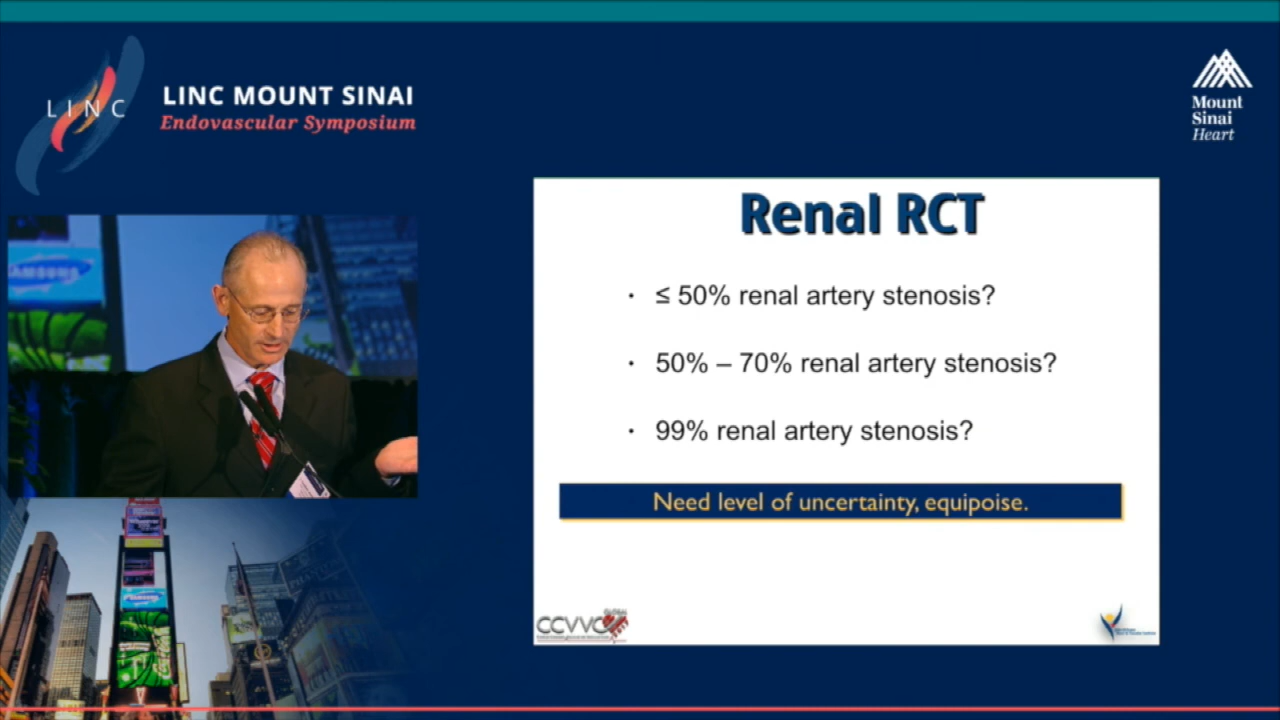 LINC
LINC MOUNT SINAI
Endovascular Symposium
Mount
Sinai
Heart
SAMSUNG
Renal RCT
· ≤ 50% renal artery stenosis?
· 50% – 70% renal artery stenosis?
· 99% renal artery stenosis?
Need level of uncertainty, equipoise.
GLOBAL
CCVVC